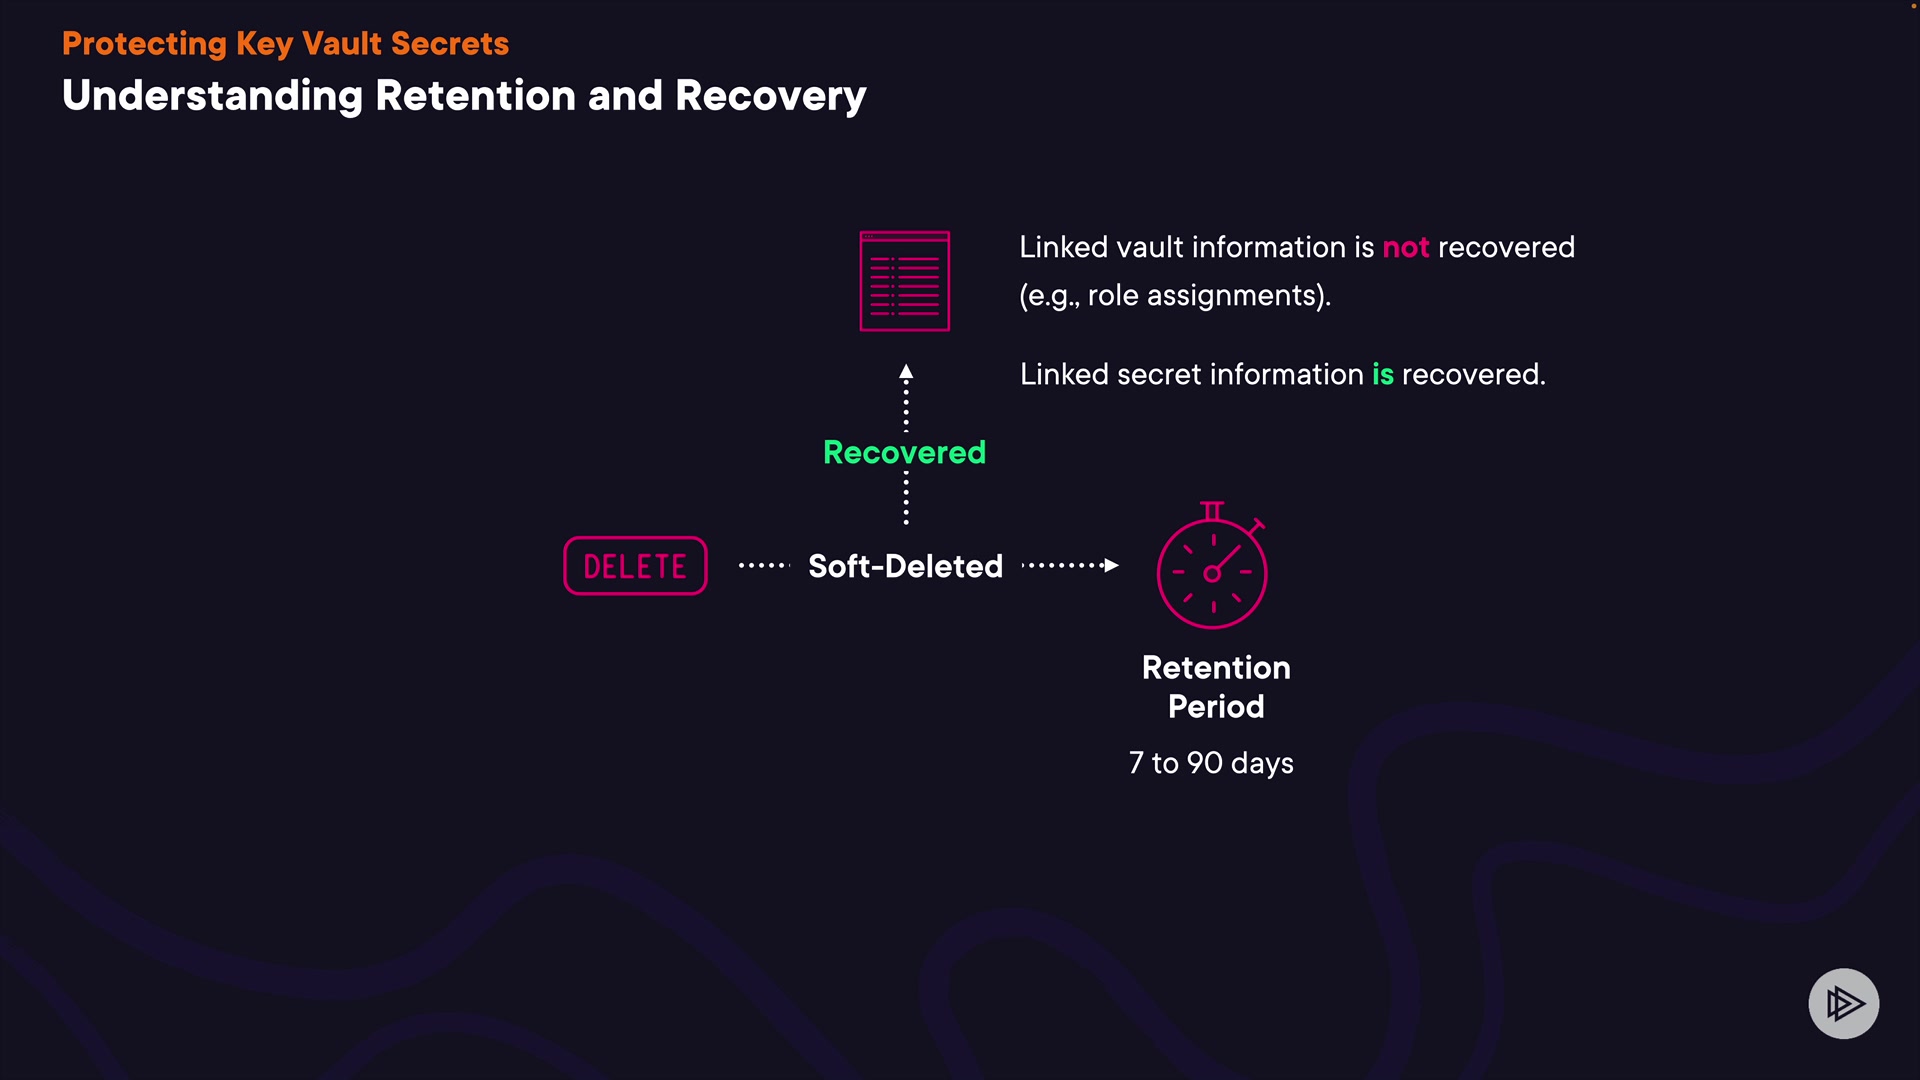 Protecting Key Vault Secrets
Understanding Retention and Recovery
Linked vault information is not recovered
(e.g., role assignments).
Linked secret information is recovered.
Recovered
DELETE
Soft-Deleted
Retention
Period
7 to 90 days